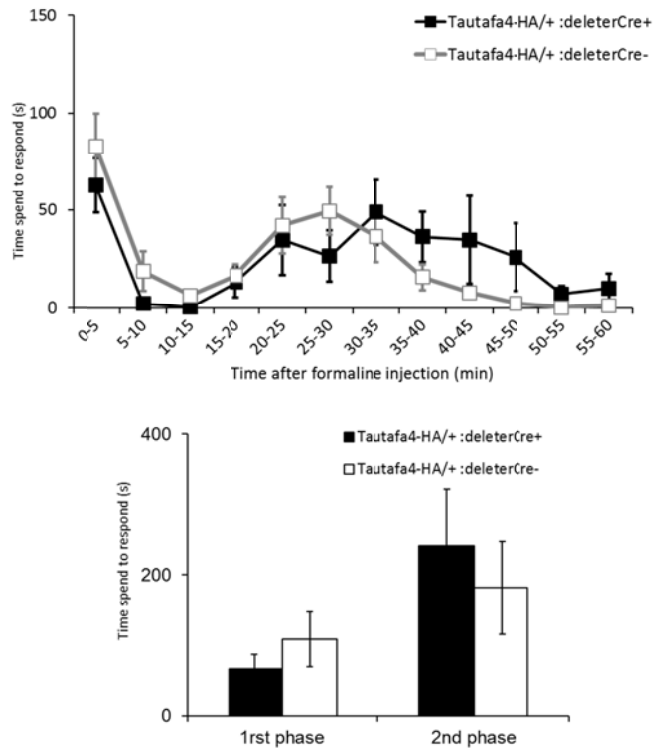 Tautafa4-HA/+ :deleterCre+
Tautafa4-HA/+ :deleterCre-
150
100
50
0
Time spend to respond (s)
0-5
5-10
10-15
15-20
20-25
25-30
30-35
35-40
40-45
45-50
50-55
55-60
Time after formaline injection (min)
400
200
0
Time spend to respond (s)
Tautafa4-HA/+ :deleterCre+
Tautafa4-HA/+ :deleterCre-
1rst phase
2nd phase